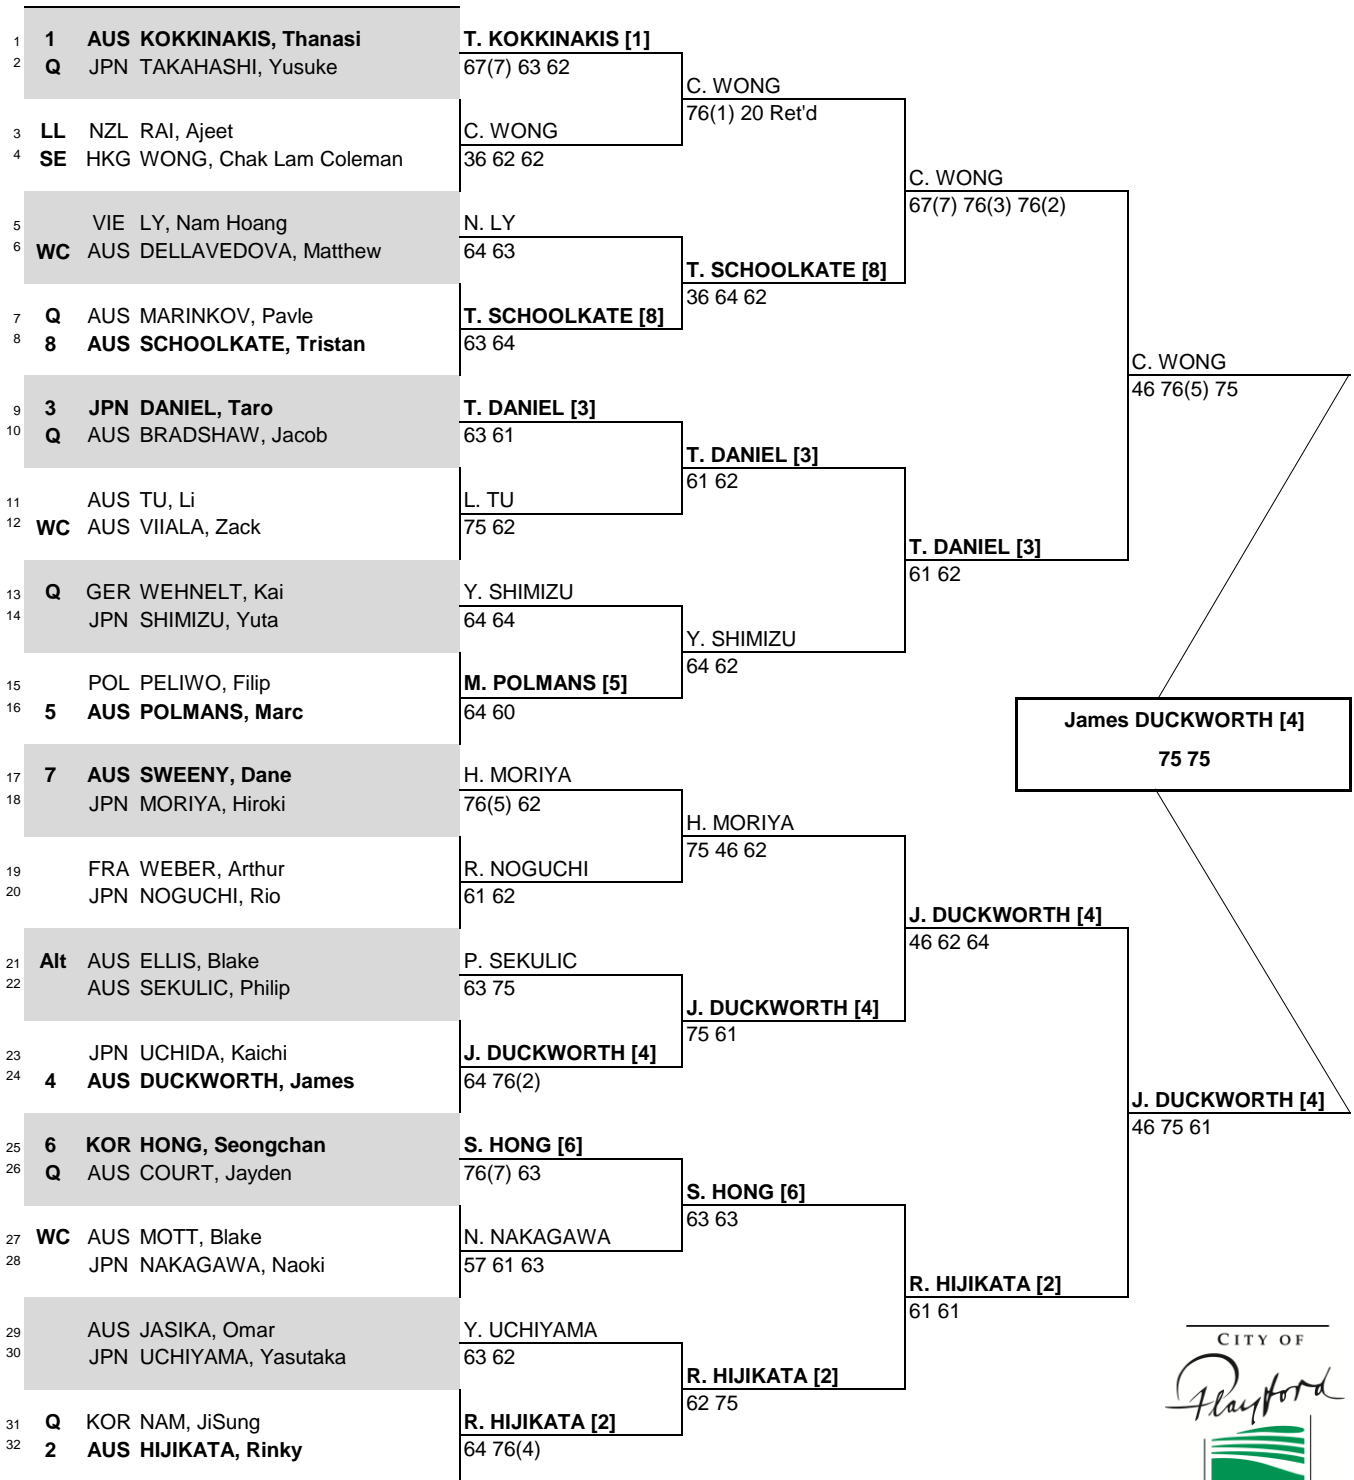 1 1 AUS KOKKINAKIS, Thanasi
2 Q JPN TAKAHASHI, Yusuke
3 LL NZL RAI, Ajeet
4 SE HKG WONG, Chak Lam Coleman
5 VIE LY, Nam Hoang
6 WC AUS DELLAVEDOVA, Matthew
7 Q AUS MARINKOV, Pavle
8 8 AUS SCHOOLKATE, Tristan
9 3 JPN DANIEL, Taro
10 Q AUS BRADSHAW, Jacob
11 AUS TU, Li
12 WC AUS VIIALA, Zack
13 Q GER WEHNELT, Kai
14 JPN SHIMIZU, Yuta
15 POL PELIWO, Filip
16 5 AUS POLMANS, Marc
17 7 AUS SWEENY, Dane
18 JPN MORIYA, Hiroki
19 FRA WEBER, Arthur
20 JPN NOGUCHI, Rio
21 Alt AUS ELLIS, Blake
22 AUS SEKULIC, Philip
23 JPN UCHIDA, Kaichi
24 4 AUS DUCKWORTH, James
25 6 KOR HONG, Seongchan
26 Q AUS COURT, Jayden
27 WC AUS MOTT, Blake
28 JPN NAKAGAWA, Naoki
29 AUS JASIKA, Omar
30 JPN UCHIYAMA, Yasutaka
31 Q KOR NAM, JiSung
32 2 AUS HIJIKATA, Rinky
T. KOKKINAKIS [1]
67(7) 63 62
C. WONG
36 62 62
N. LY
64 63
T. SCHOOLKATE [8]
63 64
T. DANIEL [3]
63 61
L. TU
75 62
Y. SHIMIZU
64 64
M. POLMANS [5]
64 60
H. MORIYA
76(5) 62
R. NOGUCHI
61 62
P. SEKULIC
63 75
J. DUCKWORTH [4]
64 76(2)
S. HONG [6]
76(7) 63
N. NAKAGAWA
57 61 63
Y. UCHIYAMA
63 62
R. HIJIKATA [2]
64 76(4)
C. WONG
76(1) 20 Ret'd
T. SCHOOLKATE [8]
36 64 62
T. DANIEL [3]
61 62
Y. SHIMIZU
64 62
H. MORIYA
75 46 62
J. DUCKWORTH [4]
75 61
S. HONG [6]
63 63
R. HIJIKATA [2]
62 75
C. WONG
67(7) 76(3) 76(2)
T. DANIEL [3]
61 62
J. DUCKWORTH [4]
46 62 64
R. HIJIKATA [2]
61 61
C. WONG
46 76(5) 75
J. DUCKWORTH [4]
46 75 61
James DUCKWORTH [4]
75 75
CITY OF
Playford